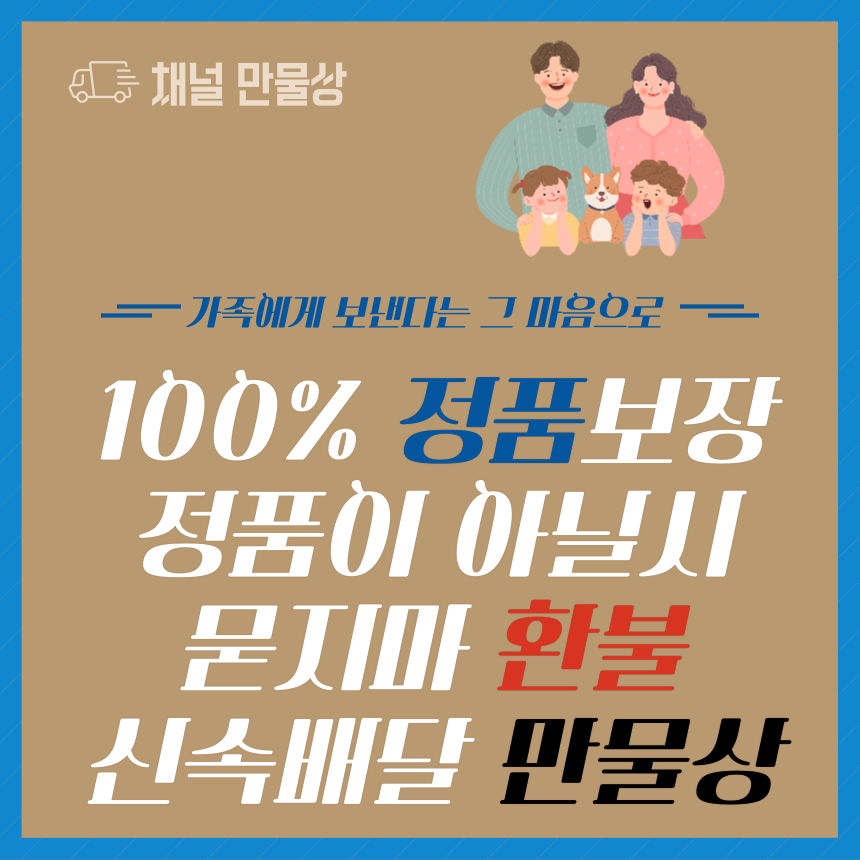 채널 만물상
가족에게 보낸다는 그 마음으로
100% 정품보장
정품이 아닐시
묻지마 환불
신속배달 만물상